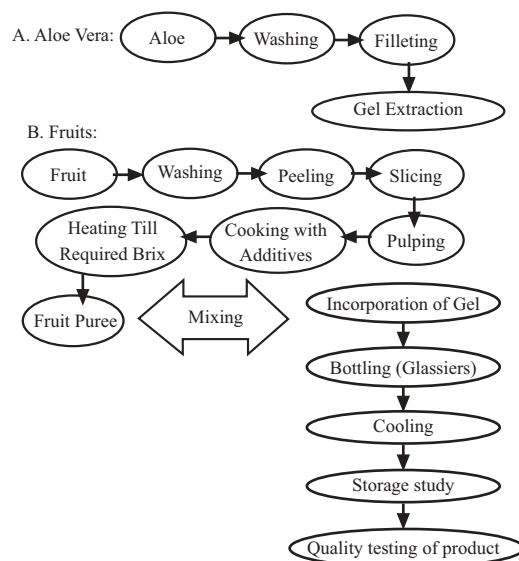 A. Aloe Vera:
Aloe
Washing
Filleting
Gel Extraction
B. Fruits:
Fruit
Washing
Peeling
Slicing
Pulping
Cooking with
Additives
Heating Till
Required Brix
Fruit Puree
Mixing
Incorporation of Gel
Bottling (Glassiers)
Cooling
Storage study
Quality testing of product